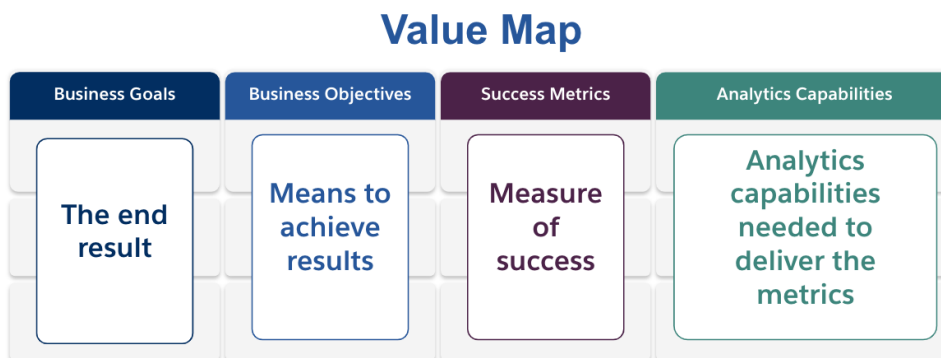 Value Map
Business Goals
Business Objectives
Success Metrics
Analytics Capabilities
The end
result
Means to
achieve
results
Measure
of
success
Analytics
capabilities
needed to
deliver the
metrics